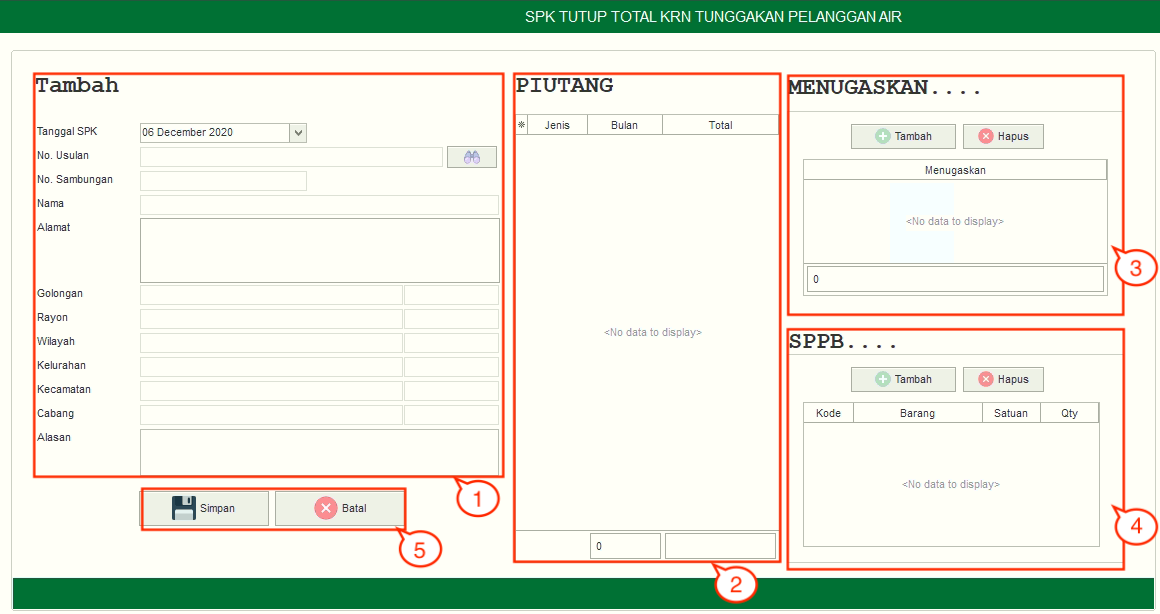 SPK TUTUP TOTAL KRN TUNGGAKAN PELANGGAN AIR
Tambah
Tanggal SPK
06 December 2020
No. Usulan
No. Sambungan
Nama
Alamat
Golongan
Rayon
Wilayah
Kelurahan
Kecamatan
Cabang
Alasan
1
Simpan
Batal
5
PIUTANG
Jenis Bulan Total
<No data to display>
0
2
MENUGASKAN....
Tambah
Hapus
Menugaskan
<No data to display>
0
3
SPPB....
Tambah
Hapus
Kode Barang Satuan Qty
<No data to display>
4